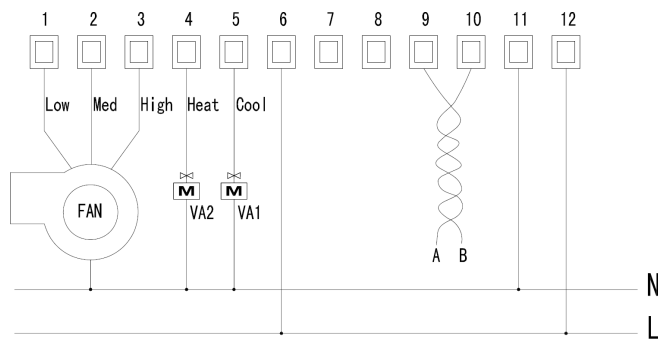 1 2 3 4 5 6 7 8 9 10 11 12
Low Med High Heat Cool
M M
FAN VA2 VA1
A B
N
L